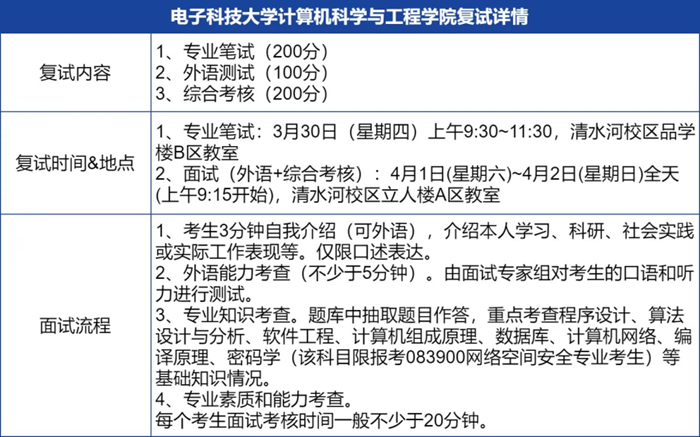 电子科技大学计算机科学与工程学院复试详情
复试内容
1、专业笔试（200分）
2、外语测试（100分）
3、综合考核（200分）
复试时间&地点
1、专业笔试：3月30日（星期四）上午9:30~11:30，清水河校区品学
楼B区教室
2、面试（外语+综合考核）：4月1日(星期六)~4月2日(星期日)全天
(上午9:15开始)，清水河校区立人楼A区教室
面试流程
1、考生3分钟自我介绍（可外语），介绍本人学习、科研、社会实践
或实际工作表现等。仅限口述表达。
2、外语能力考查（不少于5分钟）。由面试专家组对考生的口语和听
力进行测试。
3、专业知识考查。题库中抽取题目作答，重点考查程序设计、算法
设计与分析、软件工程、计算机组成原理、数据库、计算机网络、编
译原理、密码学（该科目限报考083900网络空间安全专业考生）等
基础知识情况。
4、专业素质和能力考查。
每个考生面试考核时间一般不少于20分钟。